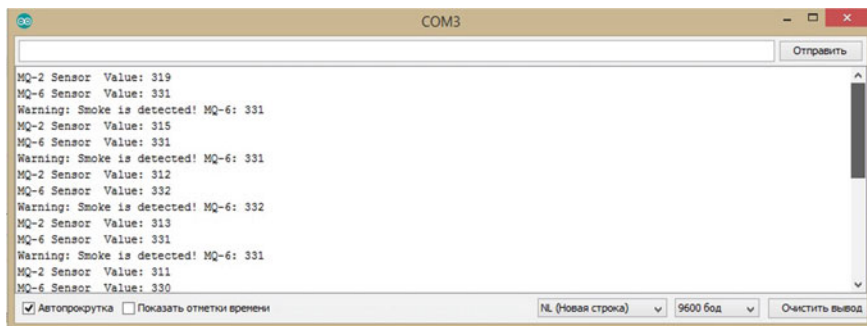 COM3
Отправить
MQ-2 Sensor  Value: 319
MQ-6 Sensor  Value: 331
Warning: Smoke is detected! MQ-6: 331
MQ-2 Sensor  Value: 315
MQ-6 Sensor  Value: 331
Warning: Smoke is detected! MQ-6: 331
MQ-2 Sensor  Value: 312
MQ-6 Sensor  Value: 332
Warning: Smoke is detected! MQ-6: 332
MQ-2 Sensor  Value: 313
MQ-6 Sensor  Value: 331
Warning: Smoke is detected! MQ-6: 331
MQ-2 Sensor  Value: 311
MQ-6 Sensor  Value: 330
Автопрокрутка Показать отметки времени NL (Новая строка) 9600 бод Очистить вывод